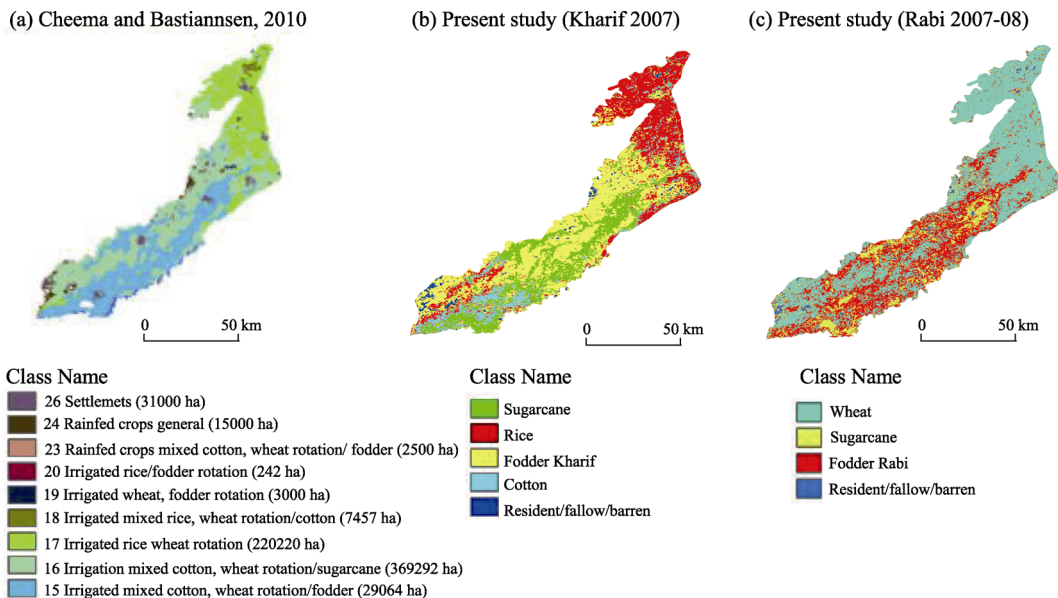 (a) Cheema and Bastiannsen, 2010
(b) Present study (Kharif 2007)
(c) Present study (Rabi 2007-08)
0 50 km
0 50 km
0 50 km
Class Name
26 Settlemets (31000 ha)
24 Rainfed crops general (15000 ha)
23 Rainfed crops mixed cotton, wheat rotation/ fodder (2500 ha)
20 Irrigated rice/fodder rotation (242 ha)
19 Irrigated wheat, fodder rotation (3000 ha)
18 Irrigated mixed rice, wheat rotation/cotton (7457 ha)
17 Irrigated rice wheat rotation (220220 ha)
16 Irrigation mixed cotton, wheat rotation/sugarcane (369292 ha)
15 Irrigated mixed cotton, wheat rotation/fodder (29064 ha)
Class Name
Sugarcane
Rice
Fodder Kharif
Cotton
Resident/fallow/barren
Class Name
Wheat
Sugarcane
Fodder Rabi
Resident/fallow/barren